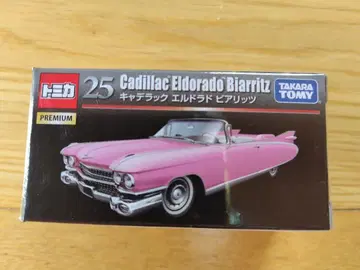 トミカ
PREMIUM
25 Cadillac Eldorado Biarritz
キャデラック エルドラド ビアリッツ
TAKARA
TOMY